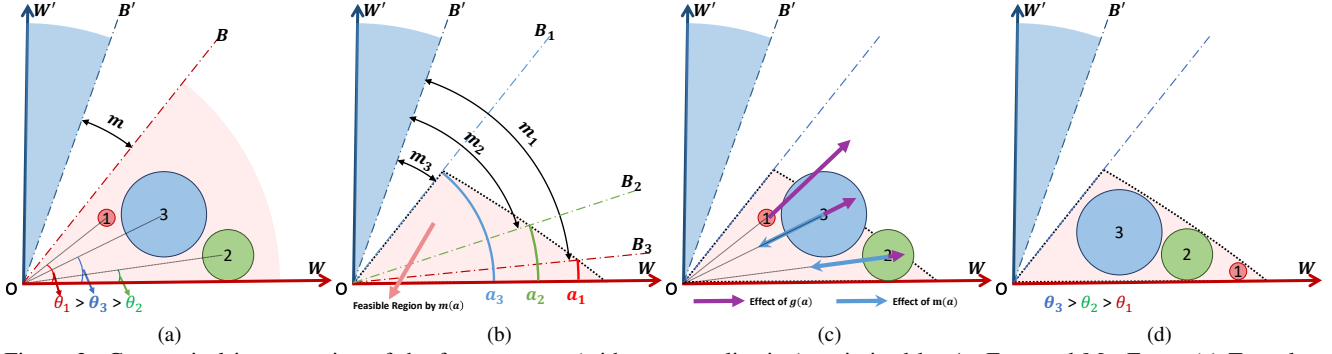 W′ B′ B
m
1 3 2
O W
θ1 > θ3 > θ2
(a)
W′ B′ B1
m1
m2
m3
B2
B3
O W
a3 a2 a1
Feasible Region by m(a)
(b)
W′ B′
1 3 2
O W
Effect of g(a) Effect of m(a)
(c)
W′ B′
3 2 1
O W
θ3 > θ2 > θ1
(d)